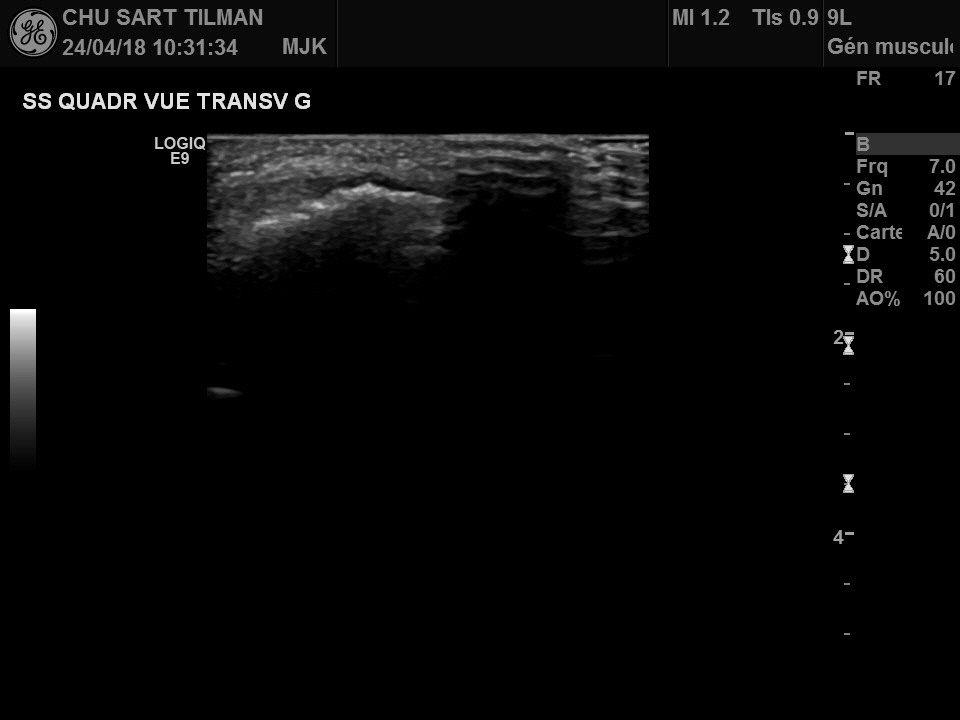 CHU SART TILMAN
24/04/18 10:31:34 MJK
MI 1.2 TIs 0.9
9L
Gén muscul
SS QUADR VUE TRANSV G
LOGIQ
E9
FR 17
B
Frq 7.0
Gn 42
S/A 0/1
Carte A/0
D 5.0
DR 60
AO% 100
2
4